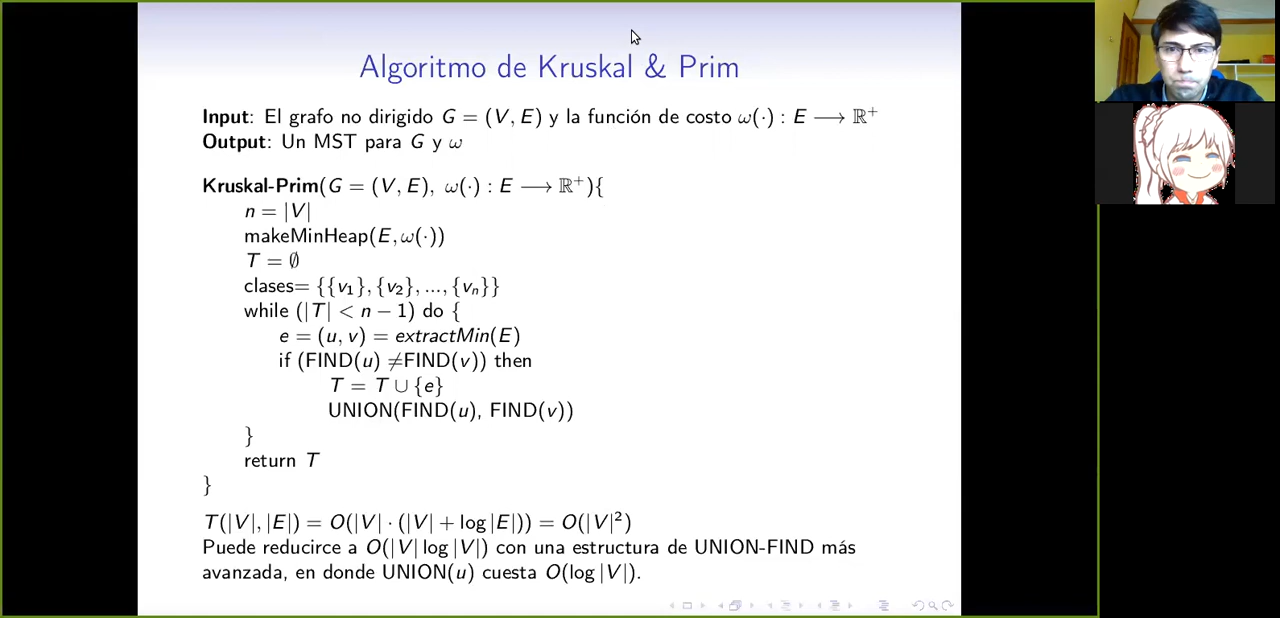 Algoritmo de Kruskal & Prim
Input: El grafo no dirigido G = (V, E) y la función de costo ω(·) : E ⟶ ℝ⁺
Output: Un MST para G y ω
Kruskal-Prim(G = (V, E), ω(·) : E ⟶ ℝ⁺){
n = |V|
makeMinHeap(E, ω(·))
T = ∅
clases= {{v₁}, {v₂}, ..., {vₙ}}
while (|T| < n − 1) do {
e = (u, v) = extractMin(E)
if (FIND(u) ≠FIND(v)) then
T = T ∪ {e}
UNION(FIND(u), FIND(v))
}
return T
}
T(|V|, |E|) = O(|V| · (|V| + log |E|)) = O(|V|²)
Puede reducirce a O(|V| log |V|) con una estructura de UNION-FIND más
avanzada, en donde UNION(u) cuesta O(log |V|).